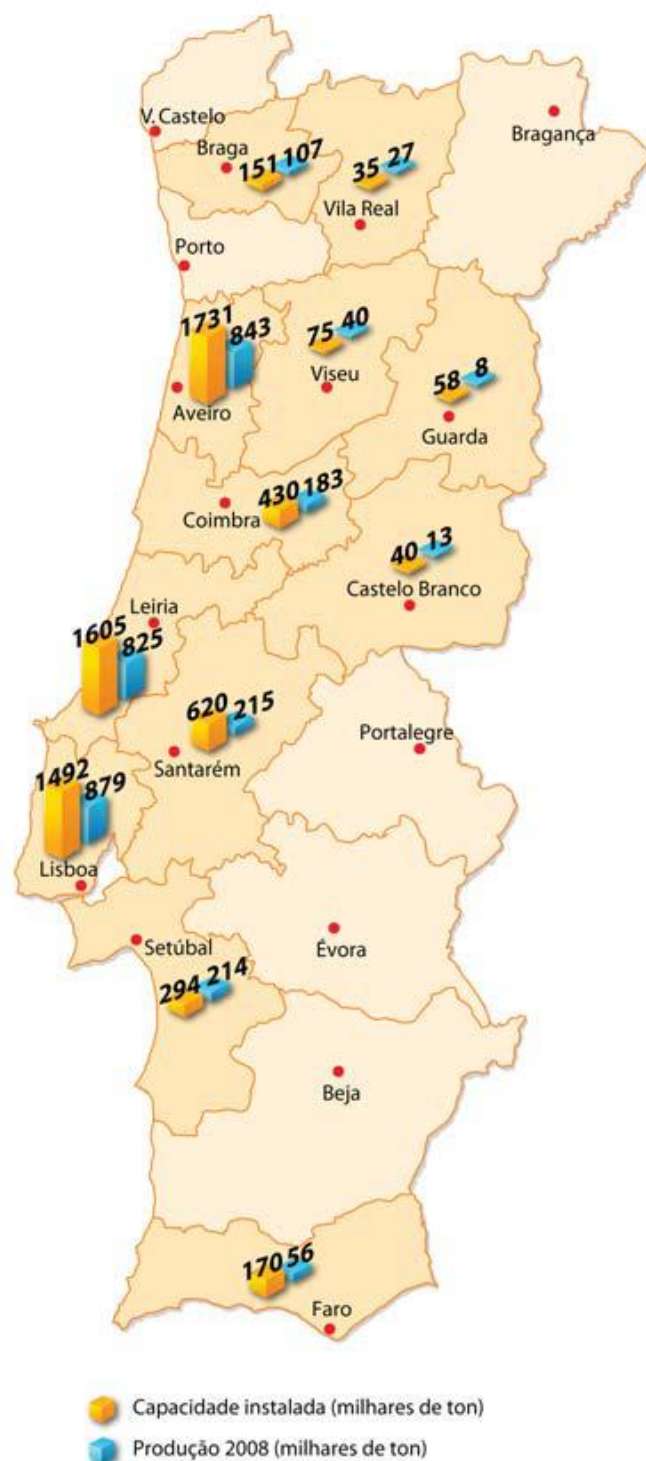 V. Castelo
Bragança
Braga
151 107
35 27
Vila Real
Porto
1731 843
75 40
Viseu
58 8
Aveiro
Guarda
430 183
Coimbra
40 13
Castelo Branco
Leiria
1605 825
620 215
Portalegre
Santarém
1492 879
Lisboa
Setúbal
Évora
294 214
Beja
170 56
Faro
Capacidade instalada (milhares de ton)
Produção 2008 (milhares de ton)